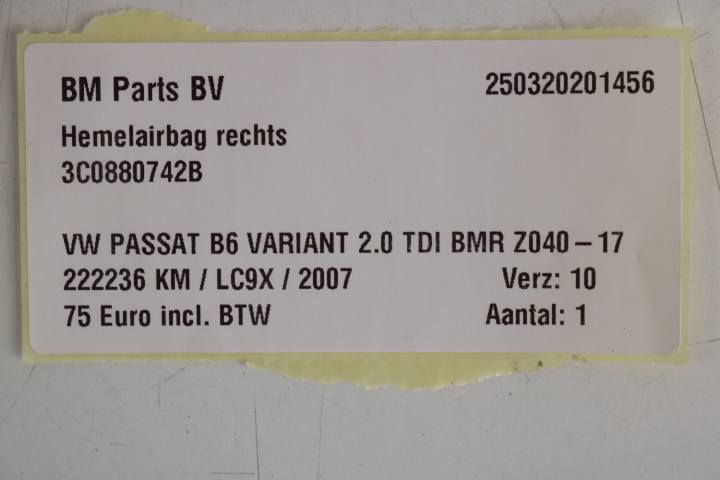 BM Parts BV 250320201456
Hemelairbag rechts
3C0880742B
VW PASSAT B6 VARIANT 2.0 TDI BMR Z040-17
222236 KM / LC9X / 2007 Verz: 10
75 Euro incl. BTW Aantal: 1